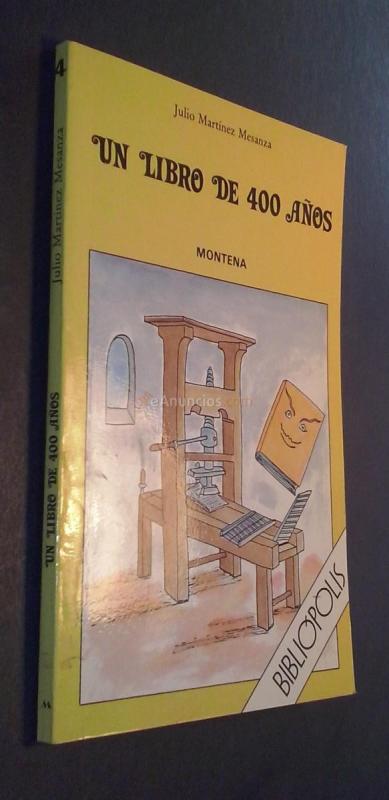 4
Julio Martínez Mesanza
UN LIBRO DE 400 AÑOS
M
Julio Martínez Mesanza
UN LIBRO DE 400 AÑOS
MONTENA
eAnuncios.com
BIBLIÓPOLIS